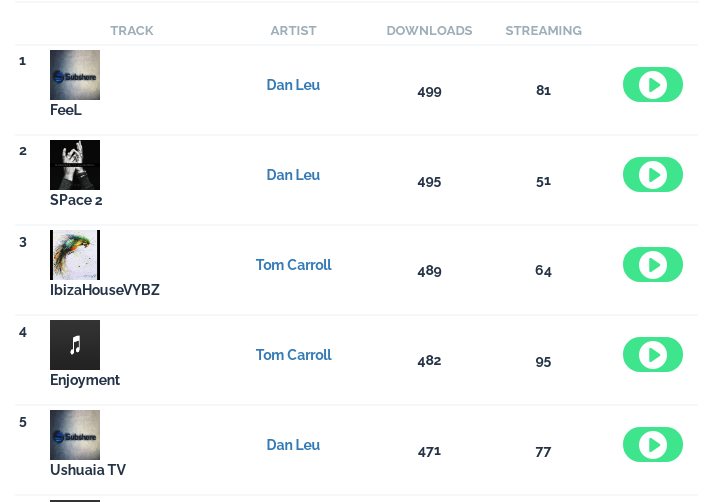 TRACK ARTIST DOWNLOADS STREAMING
1
Subshere
FeeL
Dan Leu
499
81
2
SPace 2
Dan Leu
495
51
3
IbizaHouseVYBZ
Tom Carroll
489
64
4
Enjoyment
Tom Carroll
482
95
5
Subshere
Ushuaia TV
Dan Leu
471
77